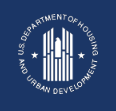 U.S. DEPARTMENT OF HOUSING
AND URBAN DEVELOPMENT